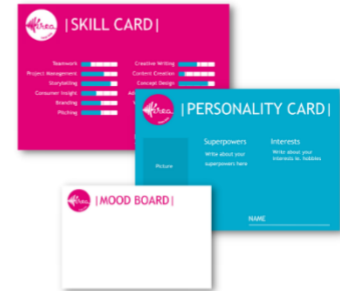 |SKILL CARD|
Teamwork
Project Management
Storytelling
Consumer Insight
Branding
Pitching
Creative Writing
Content Creation
Concept Design
|PERSONALITY CARD|
Picture
Superpowers
Write about your
superpowers here
Interests
Write about your
interests ie. hobbies
NAME
|MOOD BOARD|